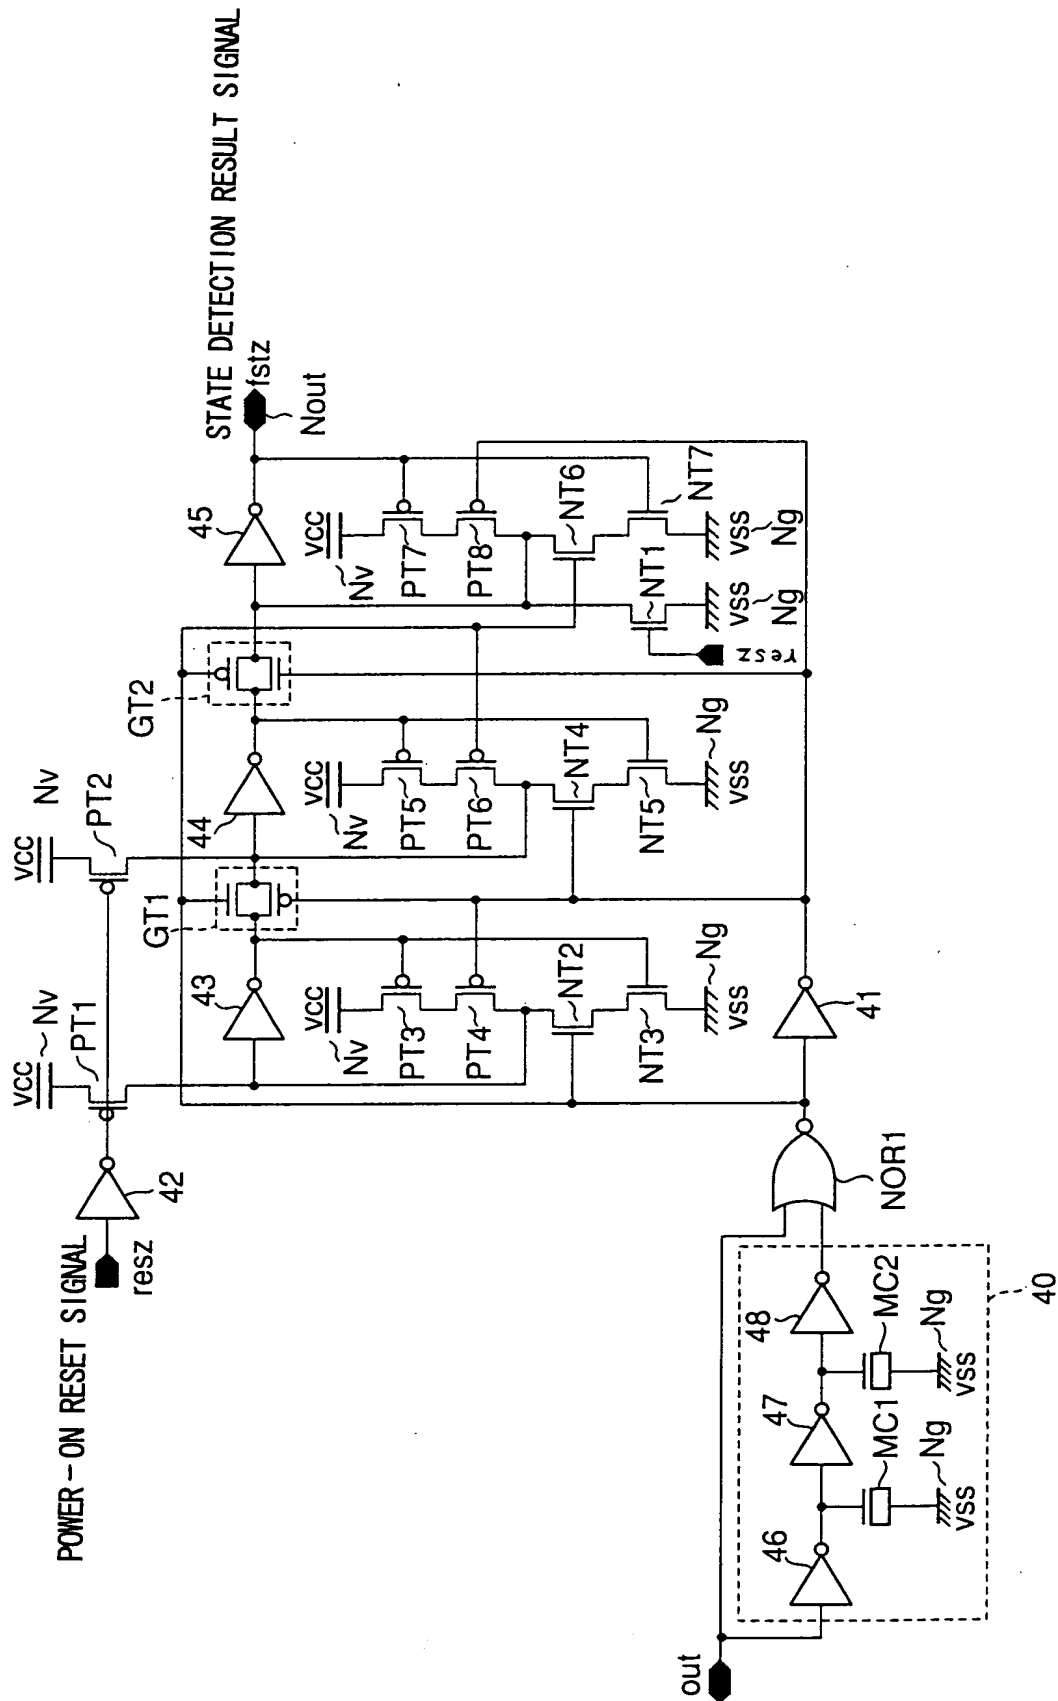 POWER-ON RESET SIGNAL
resz
42
VCC
Nv
PT1
VCC
Nv
PT2
43
GT1
44
GT2
45
STATE DETECTION RESULT SIGNAL
fstz
Nout
VCC
Nv
PT3
PT4
NT2
NT3
Ng
VSS
VCC
Nv
PT5
PT6
NT4
NT5
Ng
VSS
VCC
Nv
PT7
PT8
NT6
NT1
NT7
resz
VSS
Ng
VSS
Ng
41
NOR1
out
46
47
48
MC1
Ng
VSS
MC2
Ng
VSS
40